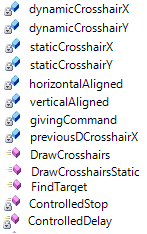 dynamicCrosshairX
dynamicCrosshairY
staticCrosshairX
staticCrosshairY
horizontalAligned
verticalAligned
givingCommand
previousDCrosshairX
DrawCrosshairs
DrawCrosshairsStatic
FindTarget
ControlledStop
ControlledDelay